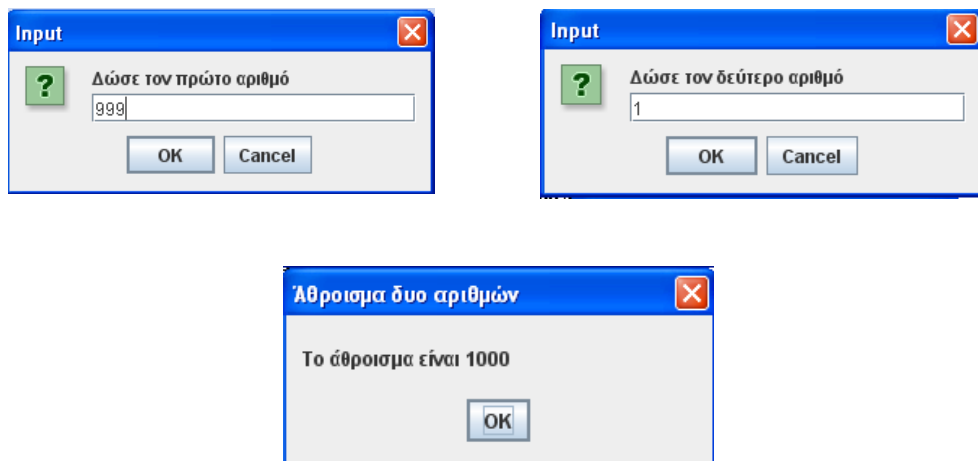 Input
Δώσε τον πρώτο αριθμό
999
OK Cancel
Input
Δώσε τον δεύτερο αριθμό
1
OK Cancel
Άθροισμα δυο αριθμών
Το άθροισμα είναι 1000
OK